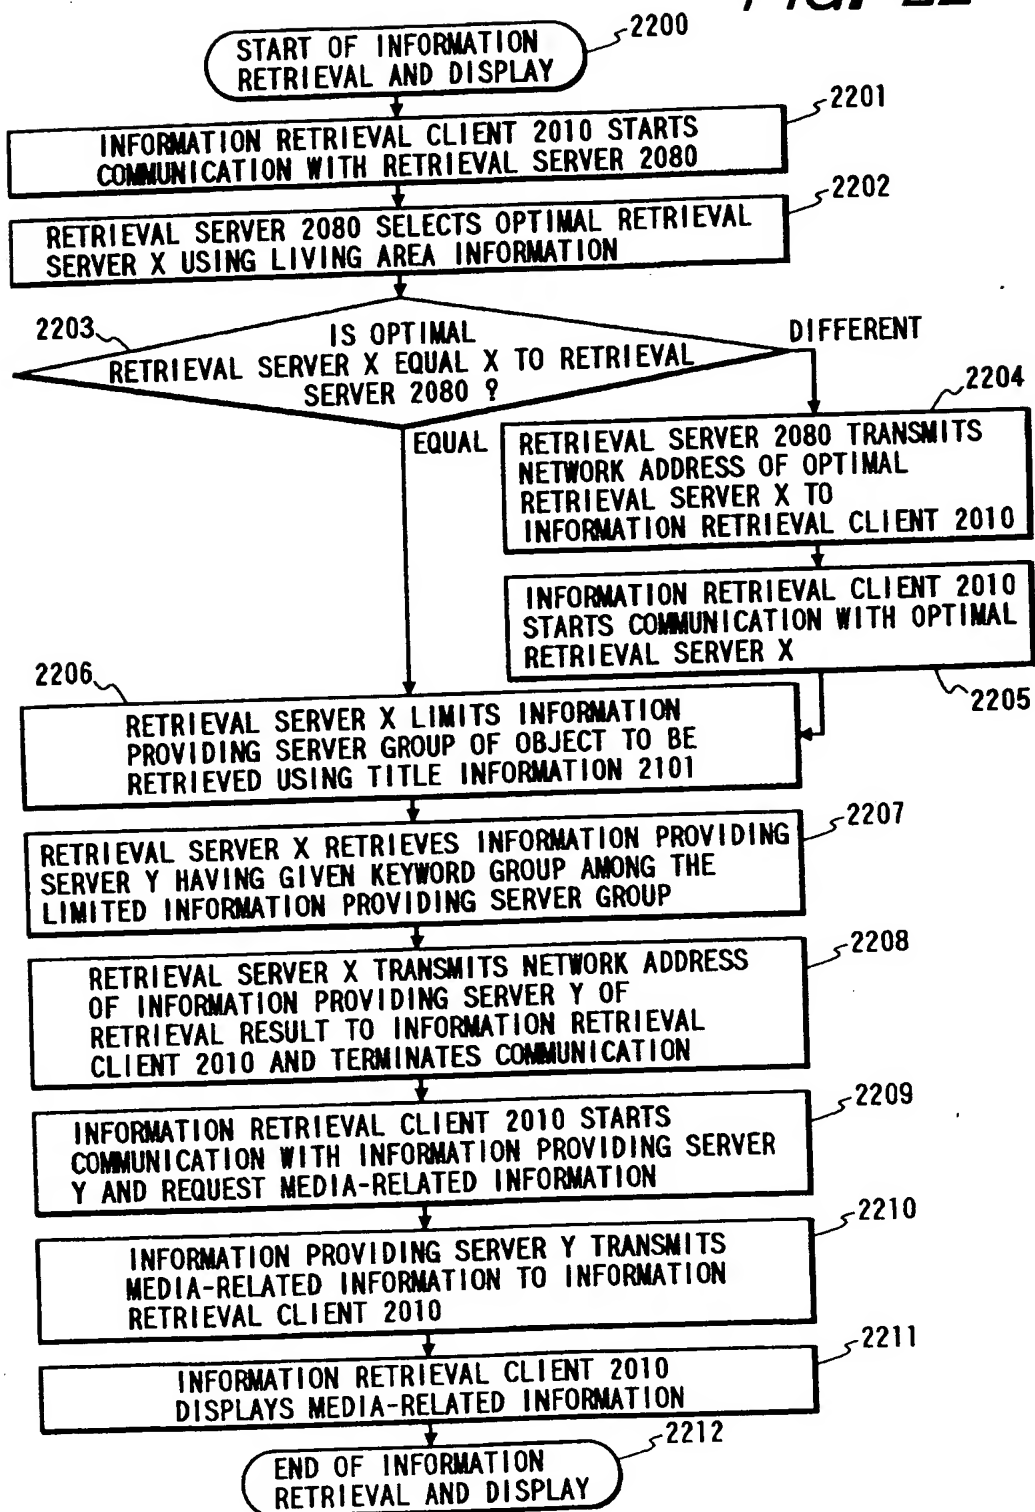 2200
START OF INFORMATION
RETRIEVAL AND DISPLAY
2201
INFORMATION RETRIEVAL CLIENT 2010 STARTS
COMMUNICATION WITH RETRIEVAL SERVER 2080
2202
RETRIEVAL SERVER 2080 SELECTS OPTIMAL RETRIEVAL
SERVER X USING LIVING AREA INFORMATION
2203
IS OPTIMAL
RETRIEVAL SERVER X EQUAL X TO RETRIEVAL
SERVER 2080 ?
DIFFERENT
EQUAL
2204
RETRIEVAL SERVER 2080 TRANSMITS
NETWORK ADDRESS OF OPTIMAL
RETRIEVAL SERVER X TO
INFORMATION RETRIEVAL CLIENT 2010
INFORMATION RETRIEVAL CLIENT 2010
STARTS COMMUNICATION WITH OPTIMAL
RETRIEVAL SERVER X
2205
2206
RETRIEVAL SERVER X LIMITS INFORMATION
PROVIDING SERVER GROUP OF OBJECT TO BE
RETRIEVED USING TITLE INFORMATION 2101
2207
RETRIEVAL SERVER X RETRIEVES INFORMATION PROVIDING
SERVER Y HAVING GIVEN KEYWORD GROUP AMONG THE
LIMITED INFORMATION PROVIDING SERVER GROUP
2208
RETRIEVAL SERVER X TRANSMITS NETWORK ADDRESS
OF INFORMATION PROVIDING SERVER Y OF
RETRIEVAL RESULT TO INFORMATION RETRIEVAL
CLIENT 2010 AND TERMINATES COMMUNICATION
2209
INFORMATION RETRIEVAL CLIENT 2010 STARTS
COMMUNICATION WITH INFORMATION PROVIDING SERVER
Y AND REQUEST MEDIA-RELATED INFORMATION
2210
INFORMATION PROVIDING SERVER Y TRANSMITS
MEDIA-RELATED INFORMATION TO INFORMATION
RETRIEVAL CLIENT 2010
2211
INFORMATION RETRIEVAL CLIENT 2010
DISPLAYS MEDIA-RELATED INFORMATION
2212
END OF INFORMATION
RETRIEVAL AND DISPLAY